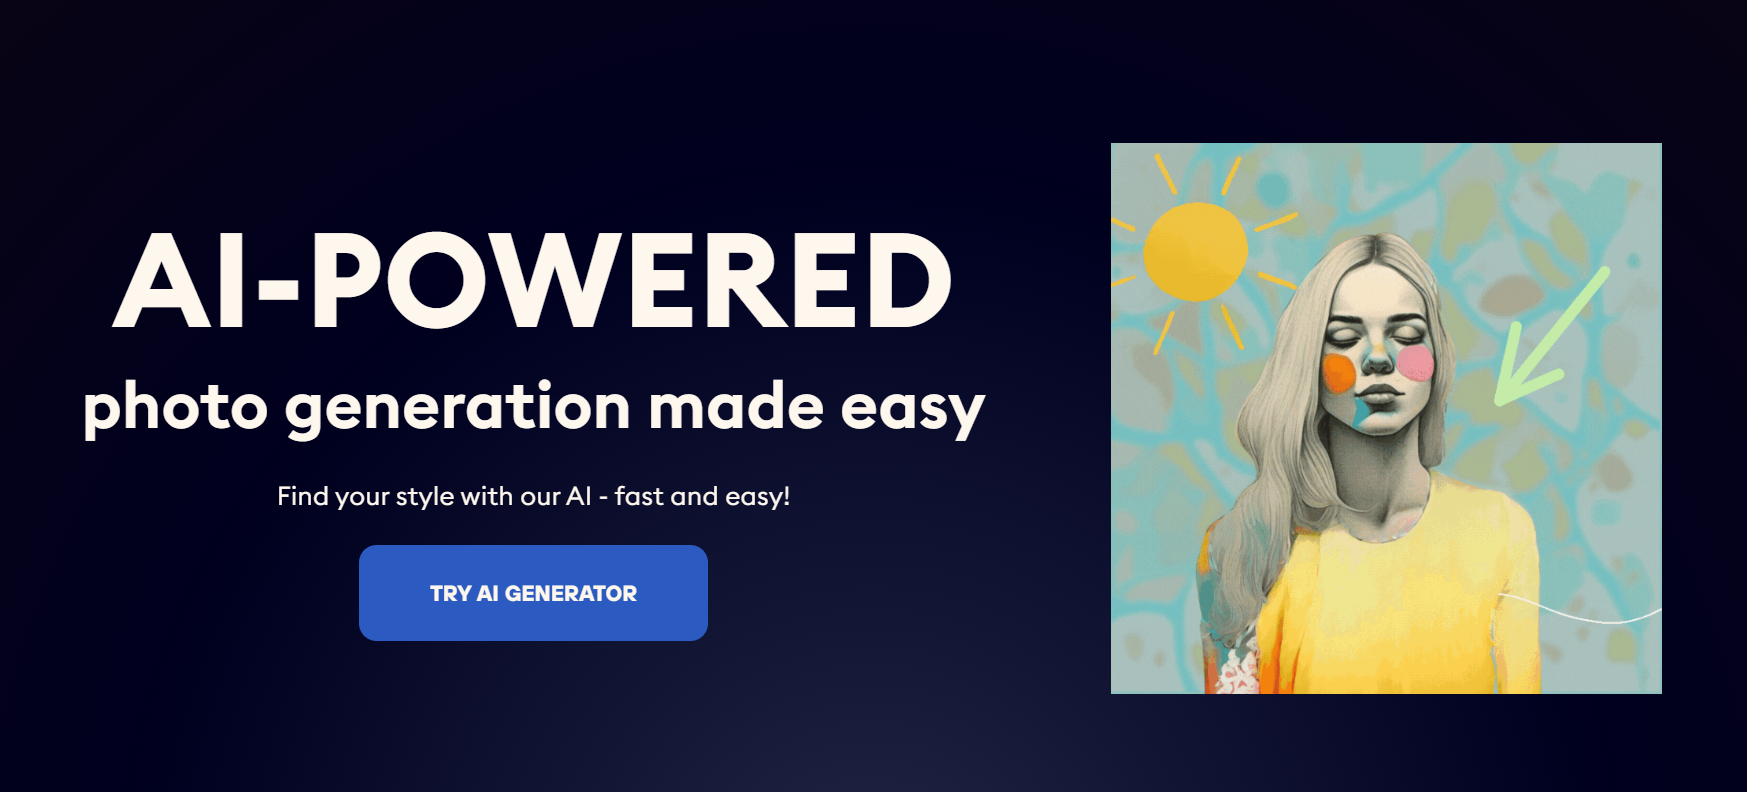 AI-POWERED
photo generation made easy
Find your style with our AI - fast and easy!
TRY AI GENERATOR